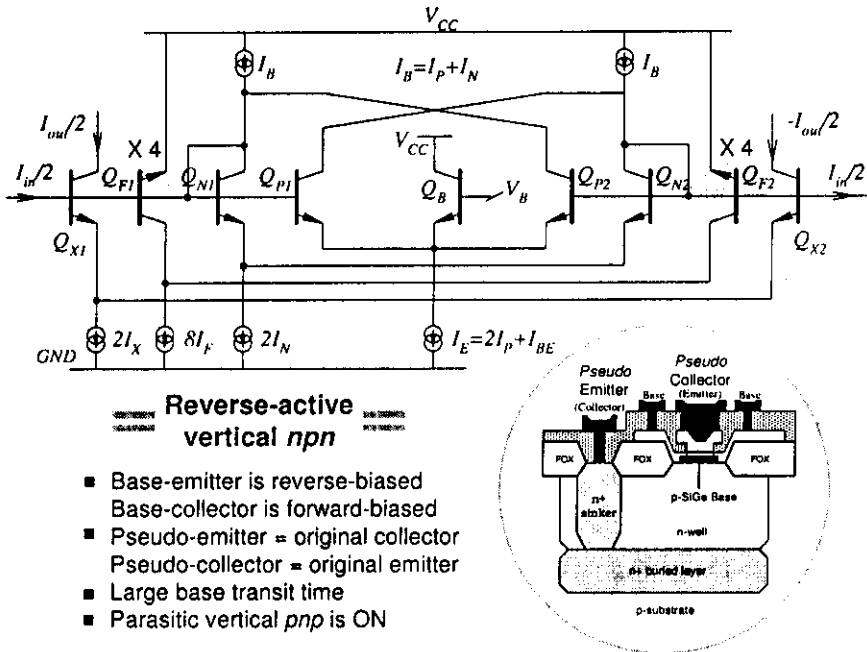 V_CC
I_B
I_B=I_P+I_N
I_B
I_out/2
X 4
V_CC
X 4
-I_out/2
I_in/2
Q_F1
Q_N1
Q_P1
Q_B
V_B
Q_P2
Q_N2
Q_F2
I_in/2
Q_X1
Q_X2
GND
2I_X
8I_F
2I_N
I_E=2I_P+I_BE
Reverse-active
vertical npn
■ Base-emitter is reverse-biased
Base-collector is forward-biased
■ Pseudo-emitter = original collector
Pseudo-collector = original emitter
■ Large base transit time
■ Parasitic vertical pnp is ON
Pseudo
Emitter
(Collector)
Base
Pseudo
Collector
(Emitter)
Base
FOX
FOX
FOX
p-SiGe Base
n+
sinker
n-well
n+ buried layer
p-substrate